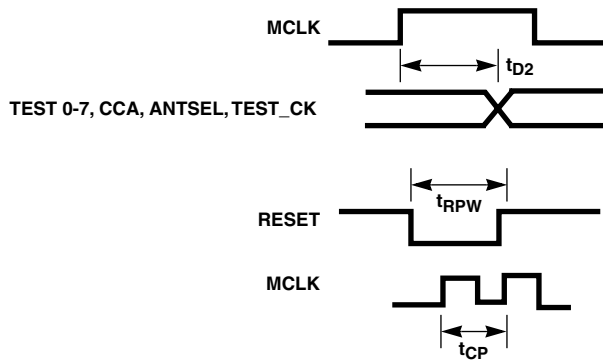 MCLK
tD2
TEST 0-7, CCA, ANTSEL, TEST_CK
tRPW
RESET
MCLK
tCP